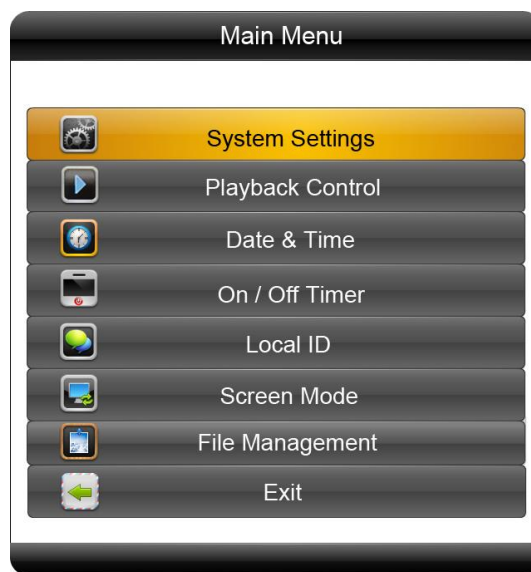 Main Menu
System Settings
Playback Control
Date & Time
On / Off Timer
Local ID
Screen Mode
File Management
Exit